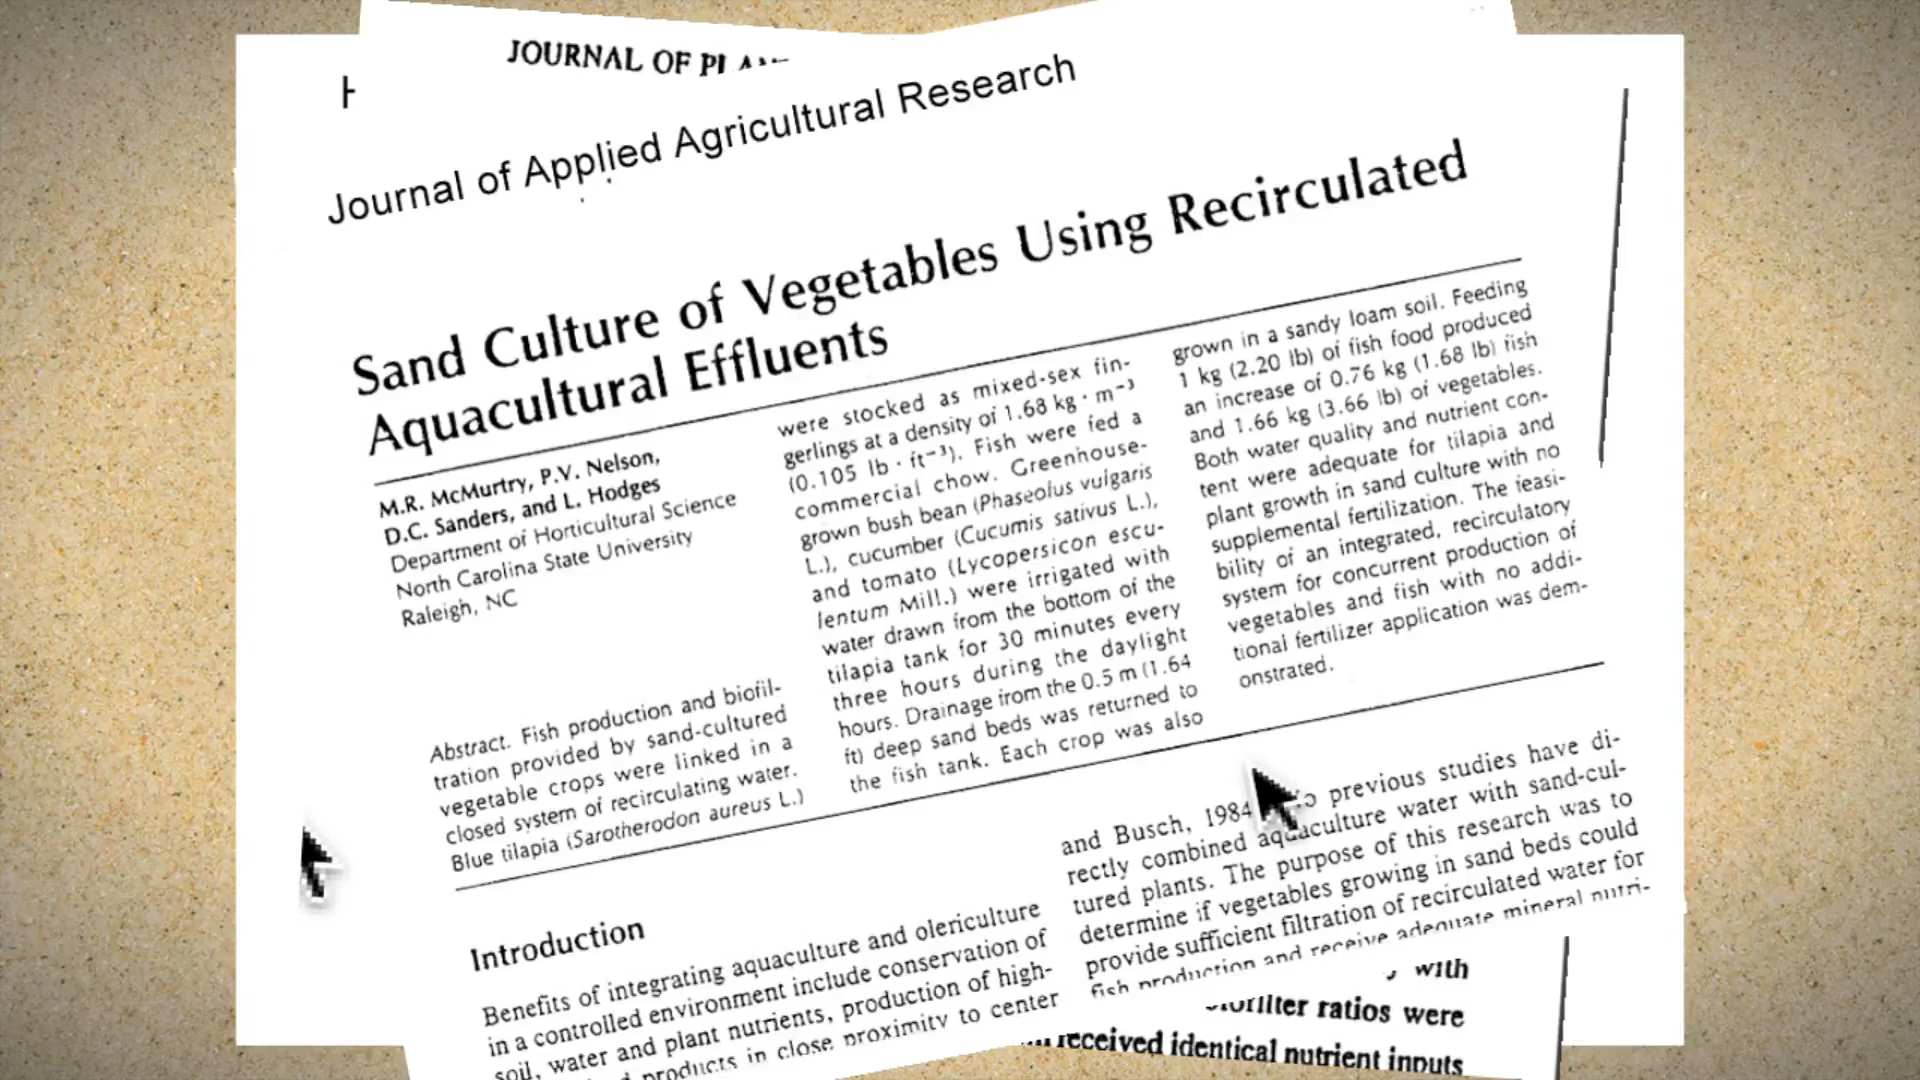 JOURNAL OF
Journal of Applied Agricultural Research
Sand Culture of Vegetables Using Recirculated
Aquacultural Effluents
M.R. McMurtry, P.V. Nelson,
D.C. Sanders, and L. Hodges
Department of Horticultural Science
North Carolina State University
Raleigh, NC
Abstract. Fish production and biofil-
tration provided by sand-cultured
vegetable crops were linked in a
closed system of recirculating water.
Blue tilapia (Sarotherodon aureus L.)
were stocked as mixed-sex fin-
gerlings at a density of 1.68 kg · m⁻³
(0.105 lb · ft⁻³). Fish were fed a
commercial chow. Greenhouse-
grown bush bean (Phaseolus vulgaris
L.), cucumber (Cucumis sativus L.),
and tomato (Lycopersicon escu-
lentum Mill.) were irrigated with
water drawn from the bottom of the
tilapia tank for 30 minutes every
three hours during the daylight
hours. Drainage from the 0.5 m (1.64
ft) deep sand beds was returned to
the fish tank. Each crop was also
grown in a sandy loam soil. Feeding
1 kg (2.20 lb) of fish food produced
an increase of 0.76 kg (1.68 lb) fish
and 1.66 kg (3.66 lb) of vegetables.
Both water quality and nutrient con-
tent were adequate for tilapia and
plant growth in sand culture with no
supplemental fertilization. The feasi-
bility of an integrated, recirculatory
system for concurrent production of
vegetables and fish with no addi-
tional fertilizer application was dem-
onstrated.
Introduction
Benefits of integrating aquaculture and olericulture
in a controlled environment include conservation of
soil, water and plant nutrients, production of high-
products in close proximity to center
and Busch, 1984 previous studies have di-
rectly combined aquaculture water with sand-cul-
tured plants. The purpose of this research was to
determine if vegetables growing in sand beds could
provide sufficient filtration of recirculated water for
fish production and receive adequate mineral nutri-
with
ratios were
received identical nutrient inputs